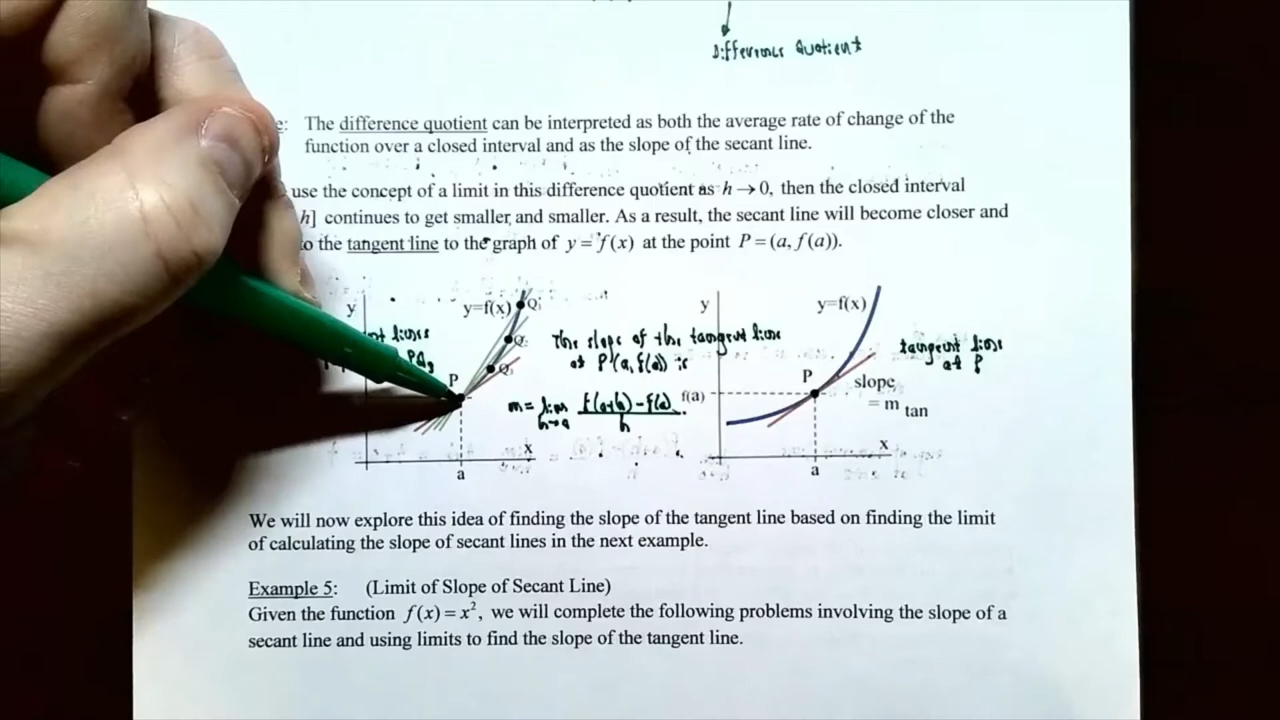 Difference Quotient
e: The difference quotient can be interpreted as both the average rate of change of the
function over a closed interval and as the slope of the secant line.
use the concept of a limit in this difference quotient as h → 0, then the closed interval
h] continues to get smaller and smaller. As a result, the secant line will become closer and
o the tangent line to the graph of y = f(x) at the point P = (a, f(a)).
y
y=f(x)
Q₁
Q₂
Q₃
nt lines
PQ₃
P
x
a
The slope of the tangent line
at P(a, f(a)) is
m = lim h→0 f(a+h) - f(a) / h
y
y=f(x)
tangent line
at P
P
f(a)
slope
= m tan
x
a
We will now explore this idea of finding the slope of the tangent line based on finding the limit
of calculating the slope of secant lines in the next example.
Example 5: (Limit of Slope of Secant Line)
Given the function f(x) = x², we will complete the following problems involving the slope of a
secant line and using limits to find the slope of the tangent line.